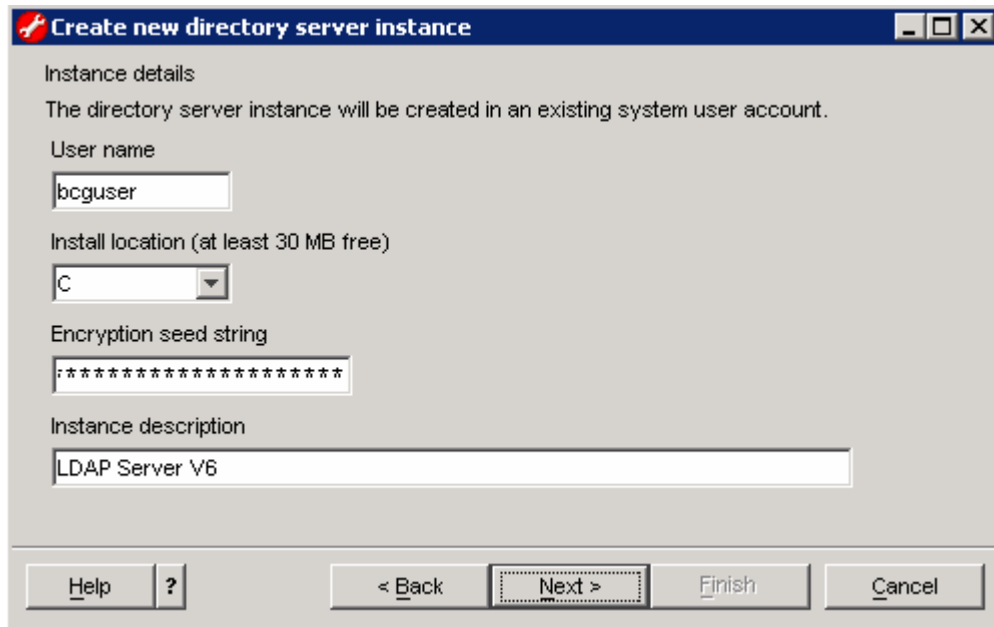 Create new directory server instance
Instance details
The directory server instance will be created in an existing system user account.
User name
bcguser
Install location (at least 30 MB free)
C
Encryption seed string
********************
Instance description
LDAP Server V6
Help ? < Back Next > Finish Cancel